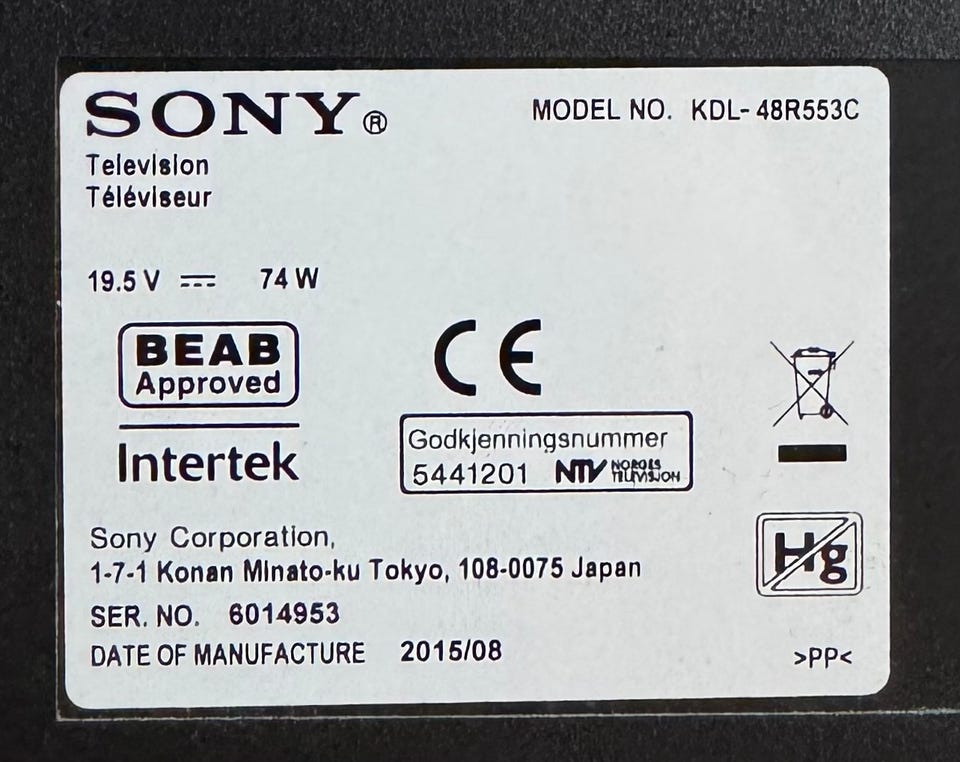 SONY®
MODEL NO. KDL-48R553C
Television
Téléviseur
19.5 V ⎓ 74 W
BEAB
Approved
Intertek
CE
Godkjenningsnummer
5441201 NTV NORGES
TELEVISJON
Hg
Sony Corporation,
1-7-1 Konan Minato-ku Tokyo, 108-0075 Japan
SER. NO. 6014953
DATE OF MANUFACTURE 2015/08
>PP<